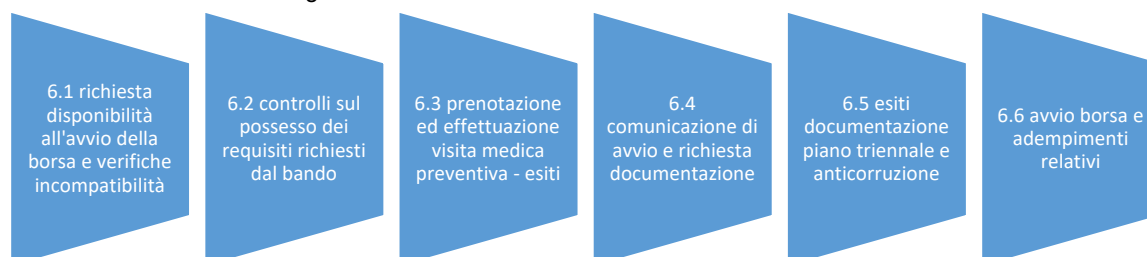 6.1 richiesta
disponibilità
all'avvio della
borsa e verifiche
incompatibilità
6.2 controlli sul
possesso dei
requisiti richiesti
dal bando
6.3 prenotazione
ed effettuazione
visita medica
preventiva - esiti
6.4
comunicazione di
avvio e richiesta
documentazione
6.5 esiti
documentazione
piano triennale e
anticorruzione
6.6 avvio borsa e
adempimenti
relativi